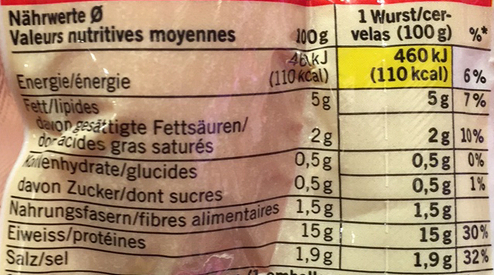 Nährwerte Ø 1 Wurst/cer-
Valeurs nutritives moyennes 100g velas (100g) %*
460 kJ
Energie/énergie (110 kcal) (110 kcal) 6%
Fett/lipides 5g 5g 7%
davon gesättigte Fettsäuren/
dont acides gras saturés 2g 2g 10%
Kohlenhydrate/glucides 0,5g 0,5g 0%
davon Zucker/dont sucres 0,5g 0,5g 1%
Nahrungsfasern/fibres alimentaires 1,5g 1,5g
Eiweiss/protéines 15g 15g 30%
Salz/sel 1,9g 1,9g 32%